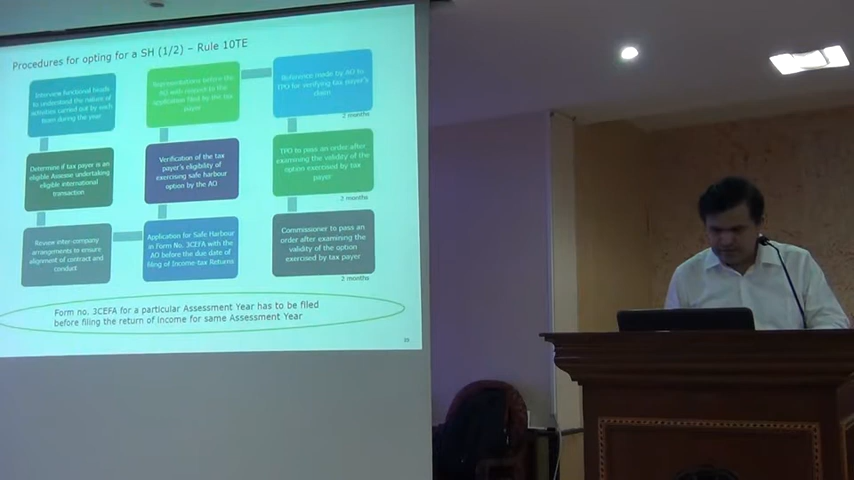 Procedures for opting for a SH (1/2) – Rule 10TE
Interview functional heads
to understand the nature of
activities carried out by each
team during the year
Determine if tax payer is an
eligible Assesse undertaking
eligible international
transaction
Review inter-company
arrangements to ensure
alignment of contract and
conduct
Application for Safe Harbour
in Form No. 3CEFA with the
AO before the due date of
filing of Income-tax Returns
Verification of the tax
payer's eligibility of
exercising safe harbour
option by the AO
Representations before the
AO with respect to the
application filed by the tax
payer
Reference made by AO to
TPO for verifying tax payer's
claim
2 months
TPO to pass an order after
examining the validity of the
option exercised by tax
payer
2 months
Commissioner to pass an
order after examining the
validity of the option
exercised by tax payer
2 months
Form no. 3CEFA for a particular Assessment Year has to be filed
before filing the return of income for same Assessment Year